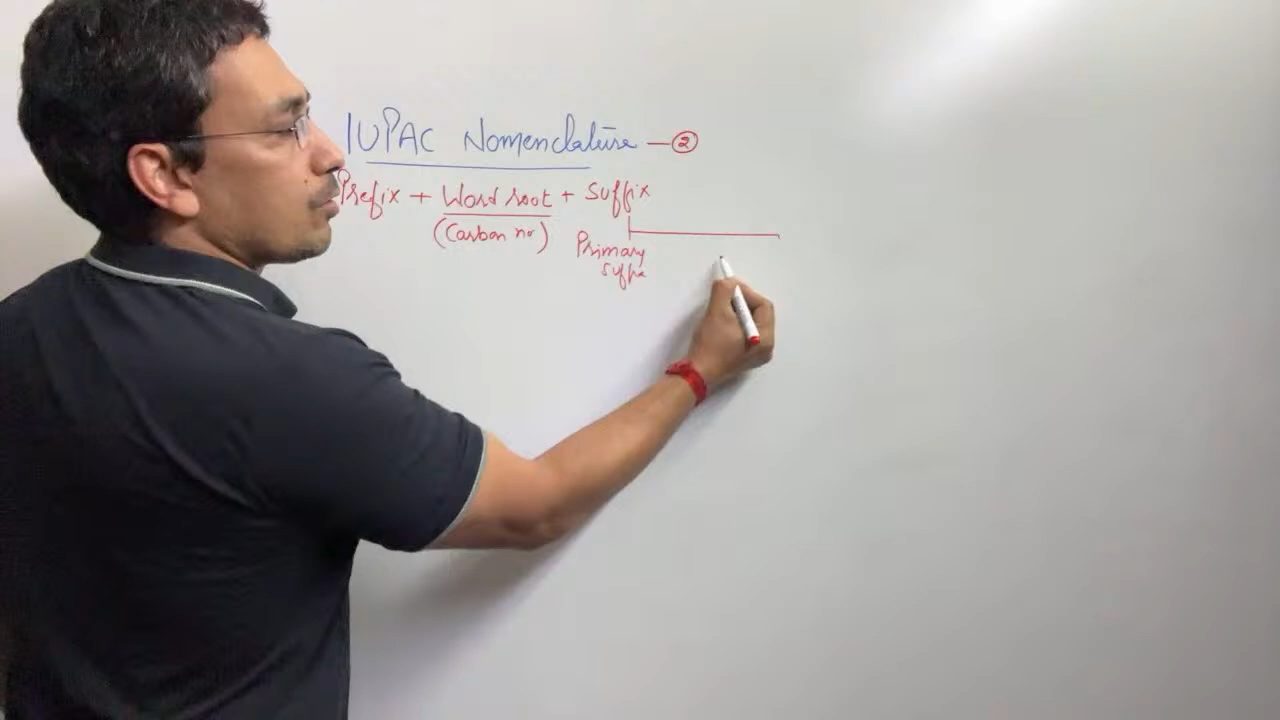 IUPAC Nomenclature — ②
Prefix + Word root + Suffix
(Carbon no)
Primary
Suffix